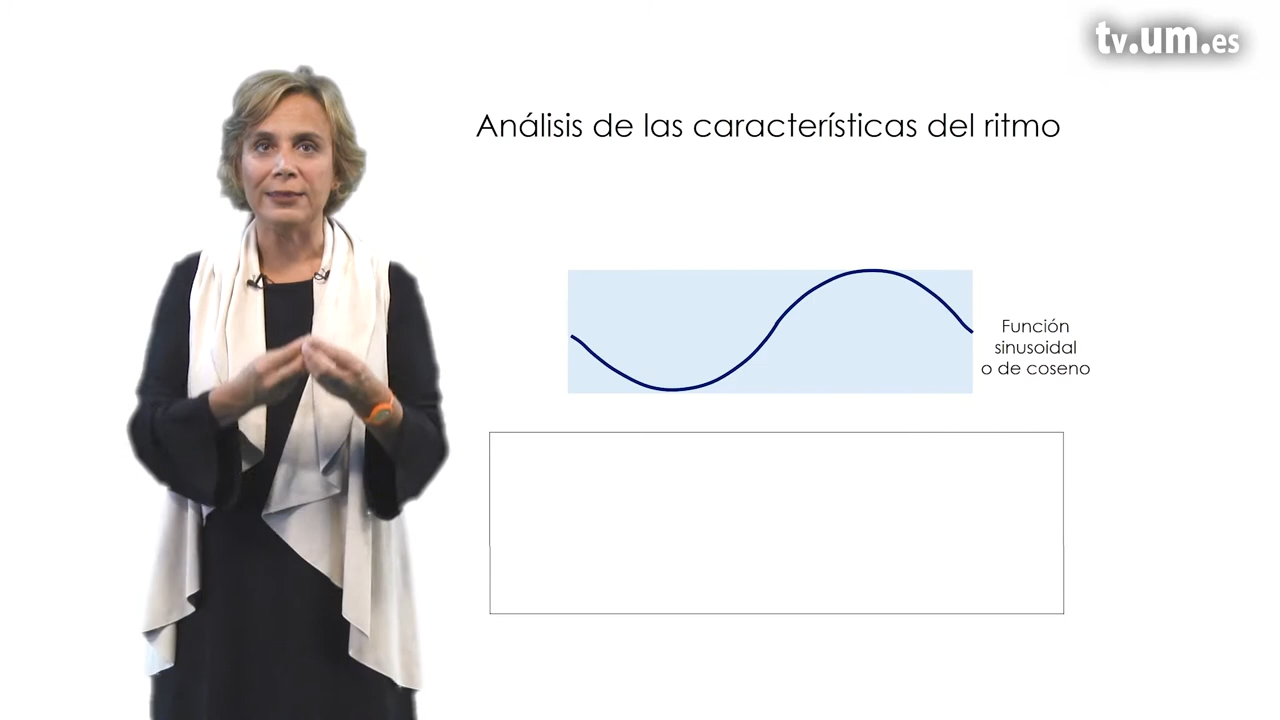 tv.um.es
Análisis de las características del ritmo
Función
sinusoidal
o de coseno